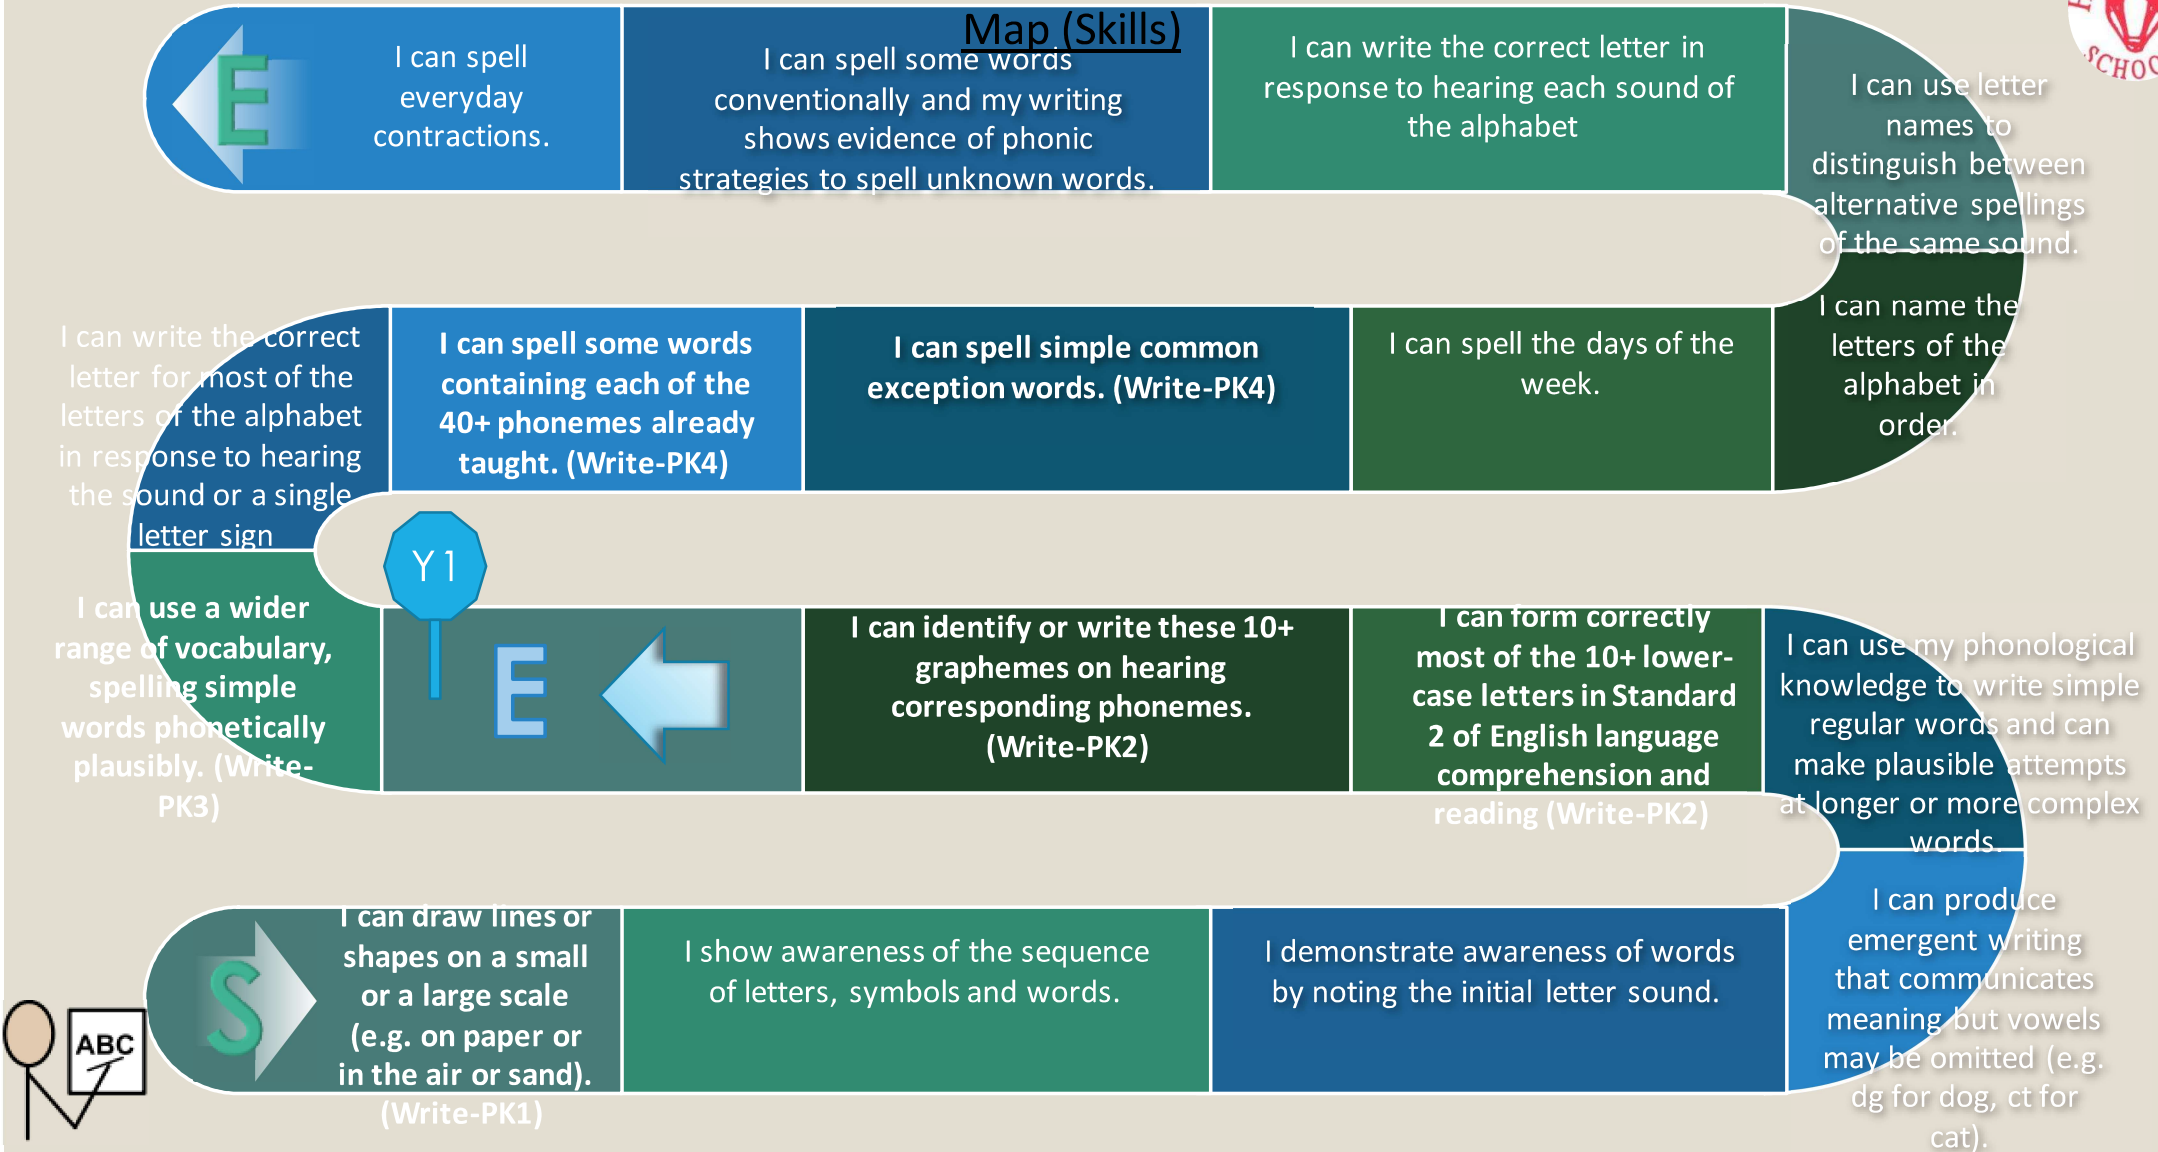 Map (Skills)
I can spell
everyday
contractions.
E
I can spell some words
conventionally and my writing
shows evidence of phonic
strategies to spell unknown words.
I can write the correct letter in
response to hearing each sound of
the alphabet
I can use letter
names to
distinguish between
alternative spellings
of the same sound.
SCHOO
I can name the
letters of the
alphabet in
order.
I can spell the days of the
week.
I can spell simple common
exception words. (Write-PK4)
I can spell some words
containing each of the
40+ phonemes already
taught. (Write-PK4)
I can write the correct
letter for most of the
letters of the alphabet
in response to hearing
the sound or a single
letter sign
I can use a wider
range of vocabulary,
spelling simple
words phonetically
plausibly. (Write-
PK3)
Y1
E
I can identify or write these 10+
graphemes on hearing
corresponding phonemes.
(Write-PK2)
I can form correctly
most of the 10+ lower-
case letters in Standard
2 of English language
comprehension and
reading (Write-PK2)
I can use my phonological
knowledge to write simple
regular words and can
make plausible attempts
at longer or more complex
words.
I can produce
emergent writing
that communicates
meaning but vowels
may be omitted (e.g.
dg for dog, ct for
cat).
I demonstrate awareness of words
by noting the initial letter sound.
I show awareness of the sequence
of letters, symbols and words.
I can draw lines or
shapes on a small
or a large scale
(e.g. on paper or
in the air or sand).
(Write-PK1)
S
ABC